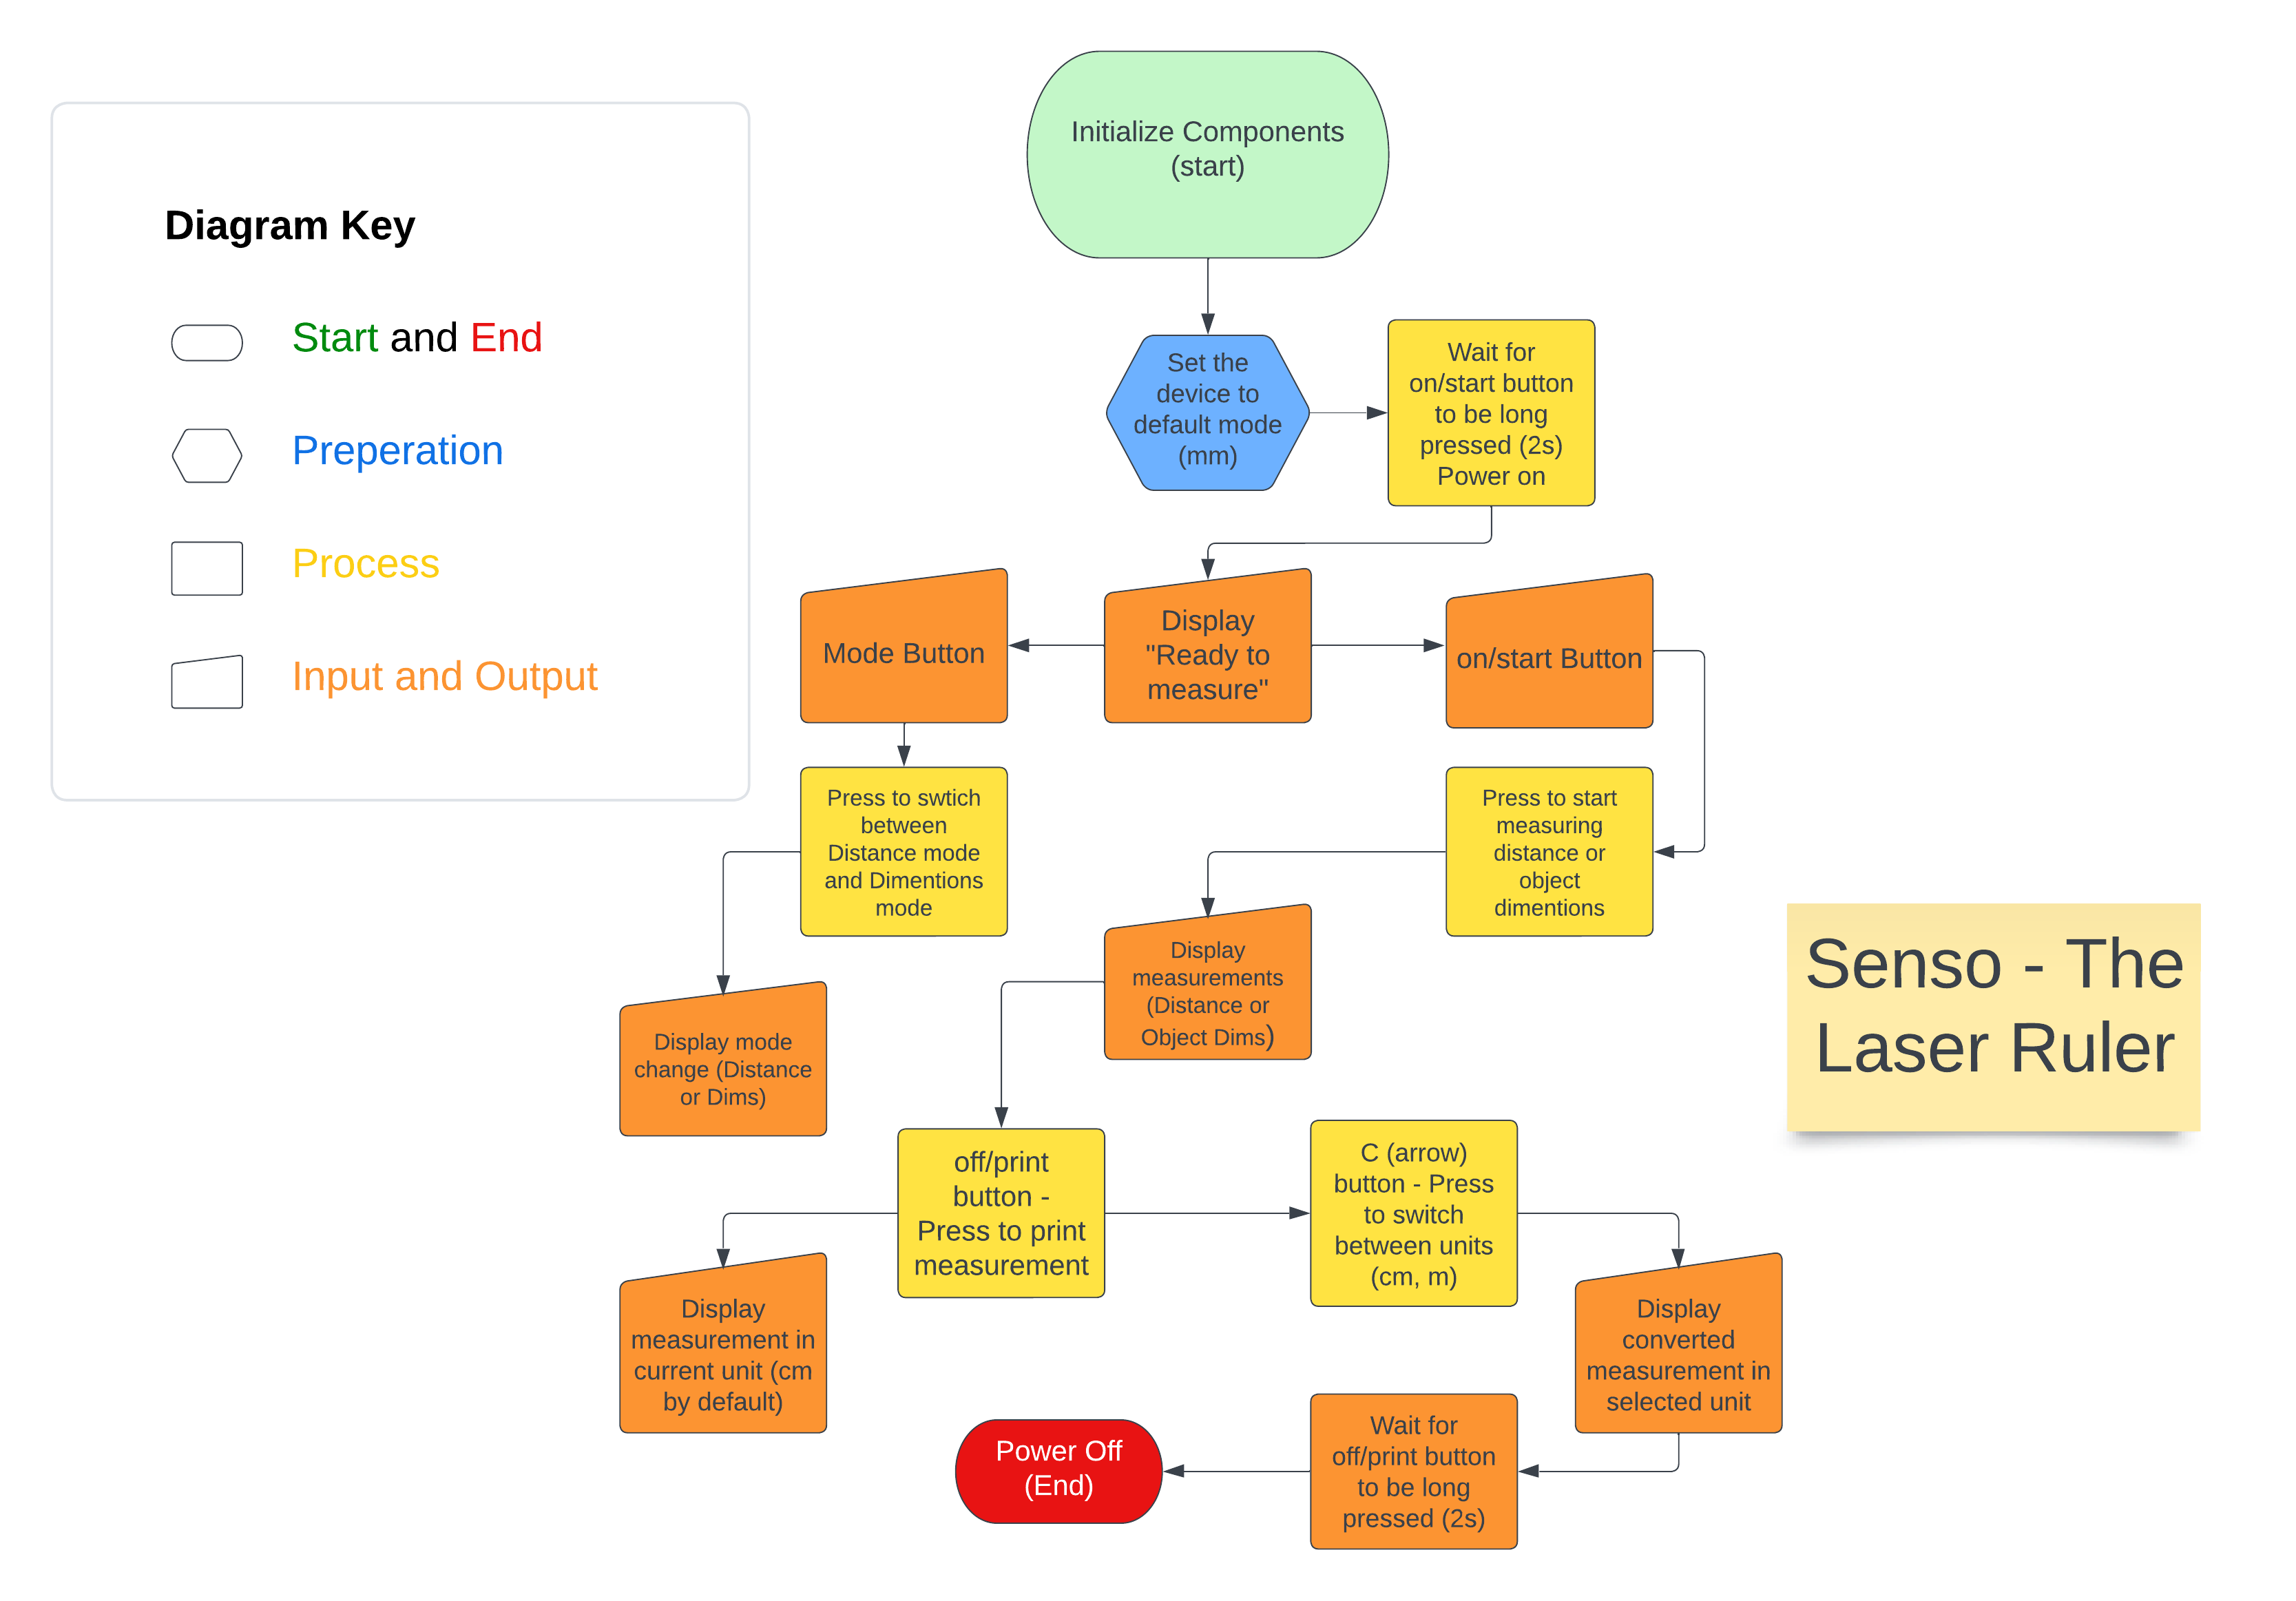 Initialize Components
(start)
Diagram Key
Start and End
Preperation
Process
Input and Output
Set the
device to
default mode
(mm)
Wait for
on/start button
to be long
pressed (2s)
Power on
Mode Button
Display
"Ready to
measure"
on/start Button
Press to swtich
between
Distance mode
and Dimentions
mode
Press to start
measuring
distance or
object
dimentions
Display
measurements
(Distance or
Object Dims)
Display mode
change (Distance
or Dims)
Senso - The
Laser Ruler
off/print
button -
Press to print
measurement
C (arrow)
button - Press
to switch
between units
(cm, m)
Display
measurement in
current unit (cm
by default)
Display
converted
measurement in
selected unit
Wait for
off/print button
to be long
pressed (2s)
Power Off
(End)